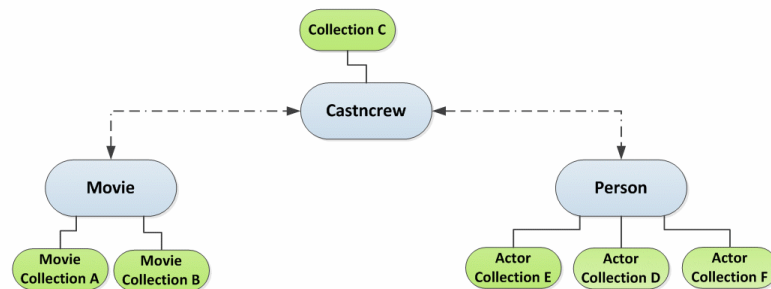 Collection C
Castncrew
Movie
Person
Movie
Collection A
Movie
Collection B
Actor
Collection E
Actor
Collection D
Actor
Collection F